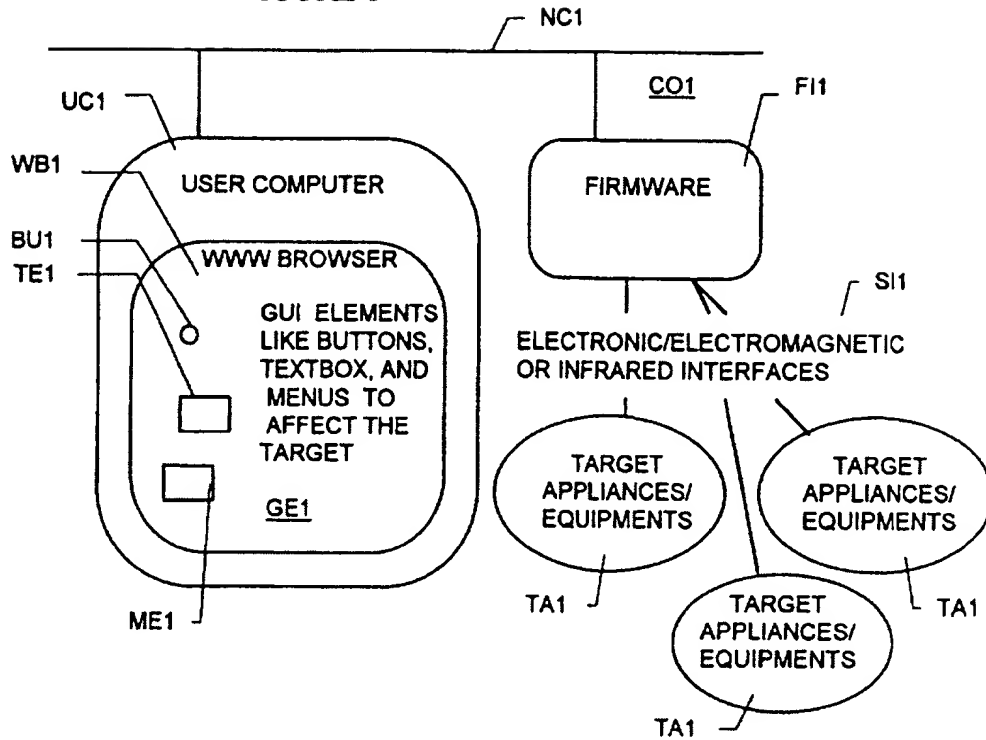 NC1
CO1
FI1
UC1
WB1
USER COMPUTER
FIRMWARE
BU1
TE1
WWW BROWSER
GUI ELEMENTS
LIKE BUTTONS,
TEXTBOX, AND
MENUS TO
AFFECT THE
TARGET
GE1
ME1
SI1
ELECTRONIC/ELECTROMAGNETIC
OR INFRARED INTERFACES
TARGET
APPLIANCES/
EQUIPMENTS
TA1
TARGET
APPLIANCES/
EQUIPMENTS
TA1
TARGET
APPLIANCES/
EQUIPMENTS
TA1